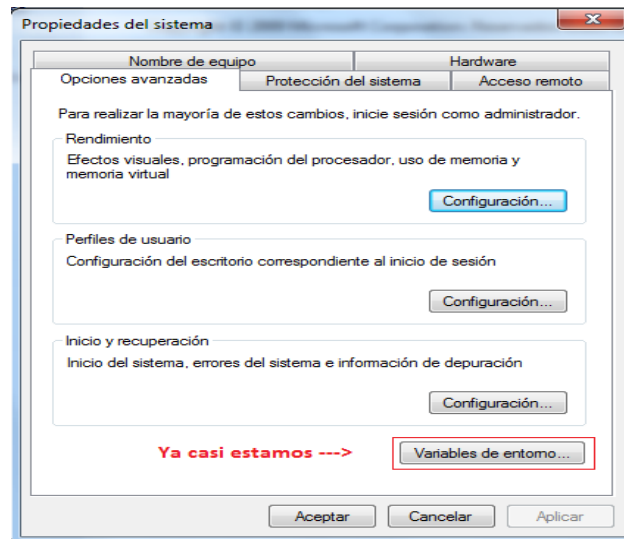 Propiedades del sistema
Nombre de equipo
Hardware
Opciones avanzadas
Protección del sistema
Acceso remoto
Para realizar la mayoría de estos cambios, inicie sesión como administrador.
Rendimiento
Efectos visuales, programación del procesador, uso de memoria y
memoria virtual
Configuración...
Perfiles de usuario
Configuración del escritorio correspondiente al inicio de sesión
Configuración...
Inicio y recuperación
Inicio del sistema, errores del sistema e información de depuración
Configuración...
Ya casi estamos --->
Variables de entorno...
Aceptar
Cancelar
Aplicar